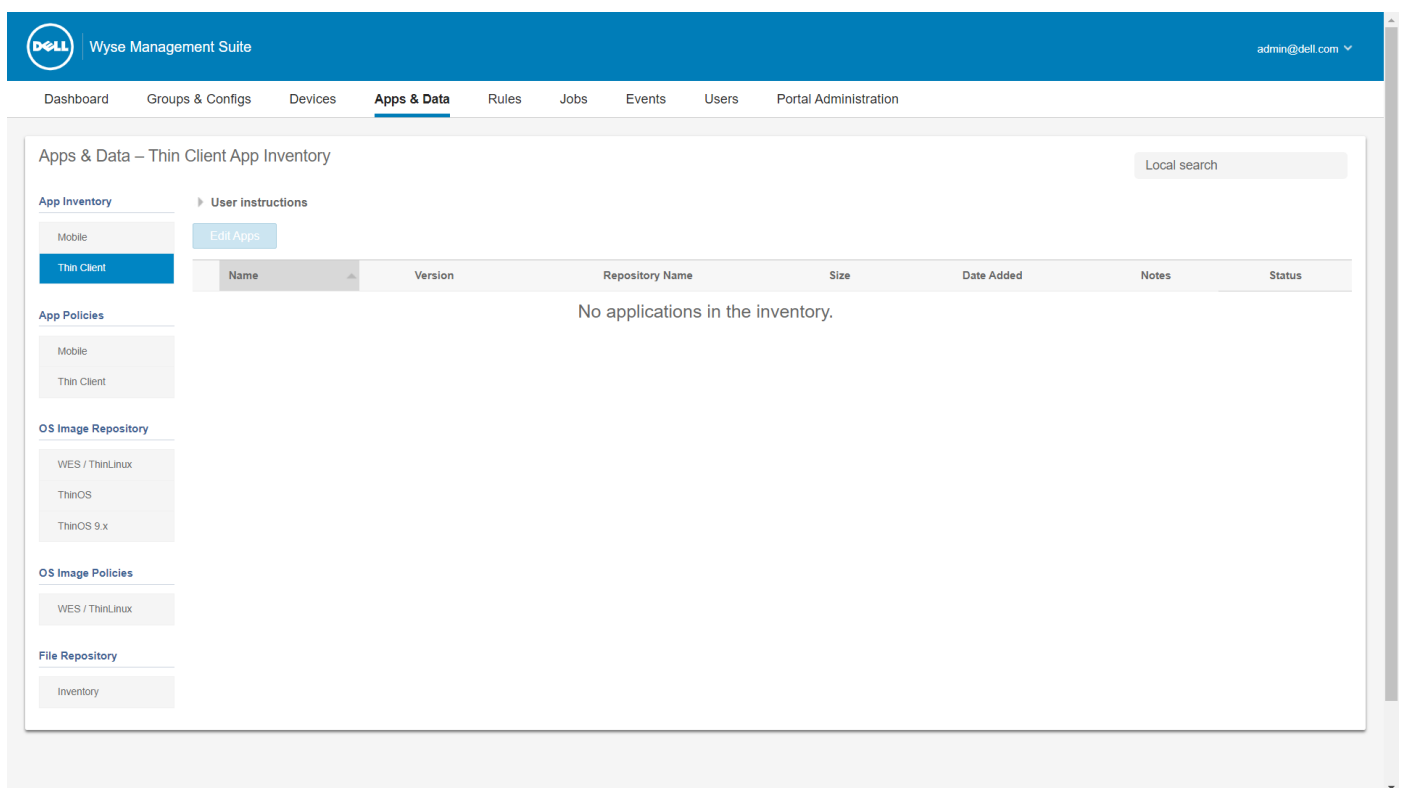 DELL
Wyse Management Suite
admin@dell.com
Dashboard Groups & Configs Devices Apps & Data Rules Jobs Events Users Portal Administration
Apps & Data – Thin Client App Inventory
Local search
App Inventory
Mobile
Thin Client
App Policies
Mobile
Thin Client
OS Image Repository
WES / ThinLinux
ThinOS
ThinOS 9.x
OS Image Policies
WES / ThinLinux
File Repository
Inventory
User instructions
Edit Apps
Name Version Repository Name Size Date Added Notes Status
No applications in the inventory.